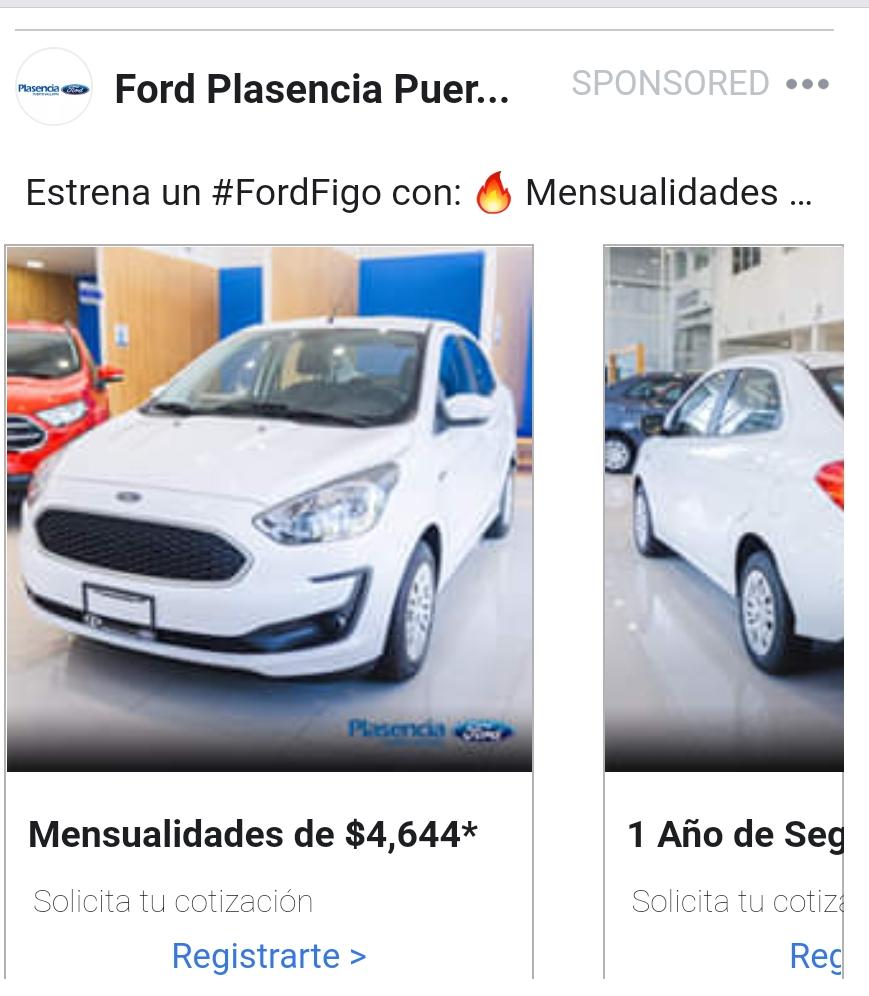 Plasencia Ford
Ford Plasencia Puer...
SPONSORED
Estrena un #FordFigo con: 🔥 Mensualidades ...
Plasencia Ford
Mensualidades de $4,644*
Solicita tu cotización
Registrarte >
1 Año de Seg
Solicita tu cotiza
Reg